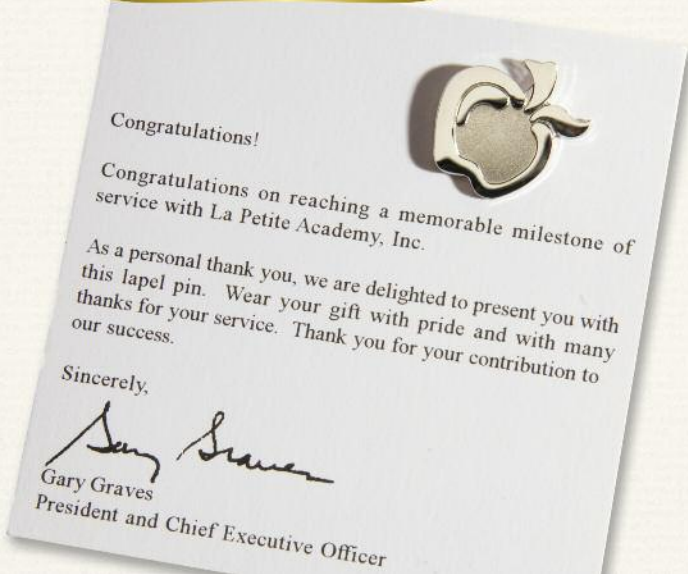 Congratulations!
Congratulations on reaching a memorable milestone of
service with La Petite Academy, Inc.
As a personal thank you, we are delighted to present you with
this lapel pin. Wear your gift with pride and with many
thanks for your service. Thank you for your contribution to
our success.
Sincerely,
Gary Graves
Gary Graves
President and Chief Executive Officer